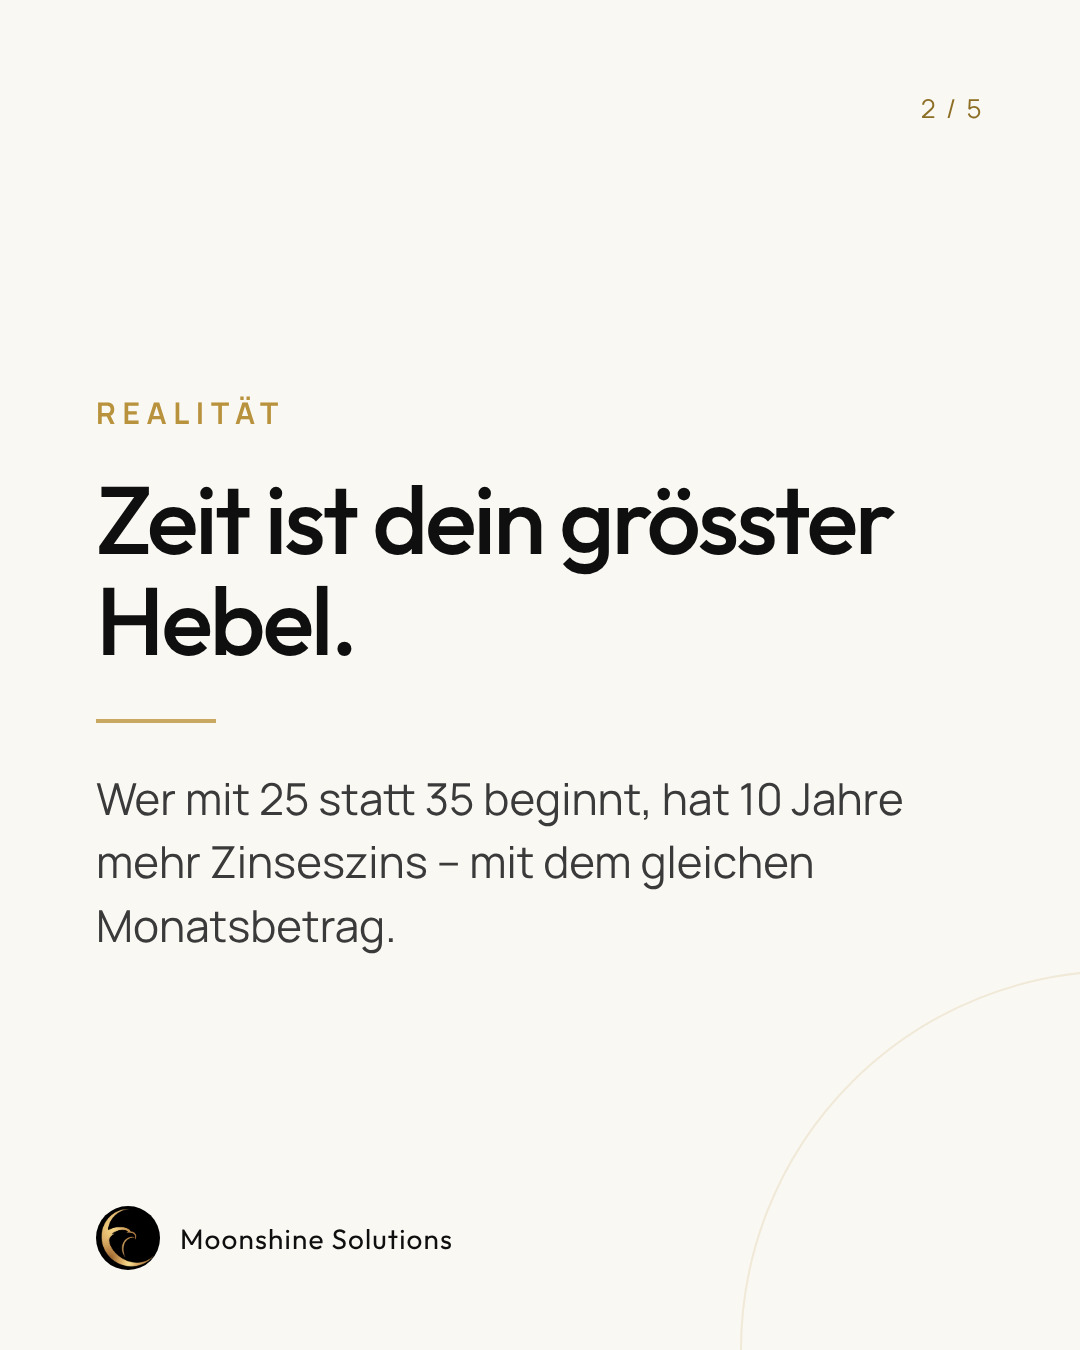 2 / 5
REALITÄT
Zeit ist dein grösster
Hebel.
Wer mit 25 statt 35 beginnt, hat 10 Jahre
mehr Zinseszins – mit dem gleichen
Monatsbetrag.
Moonshine Solutions